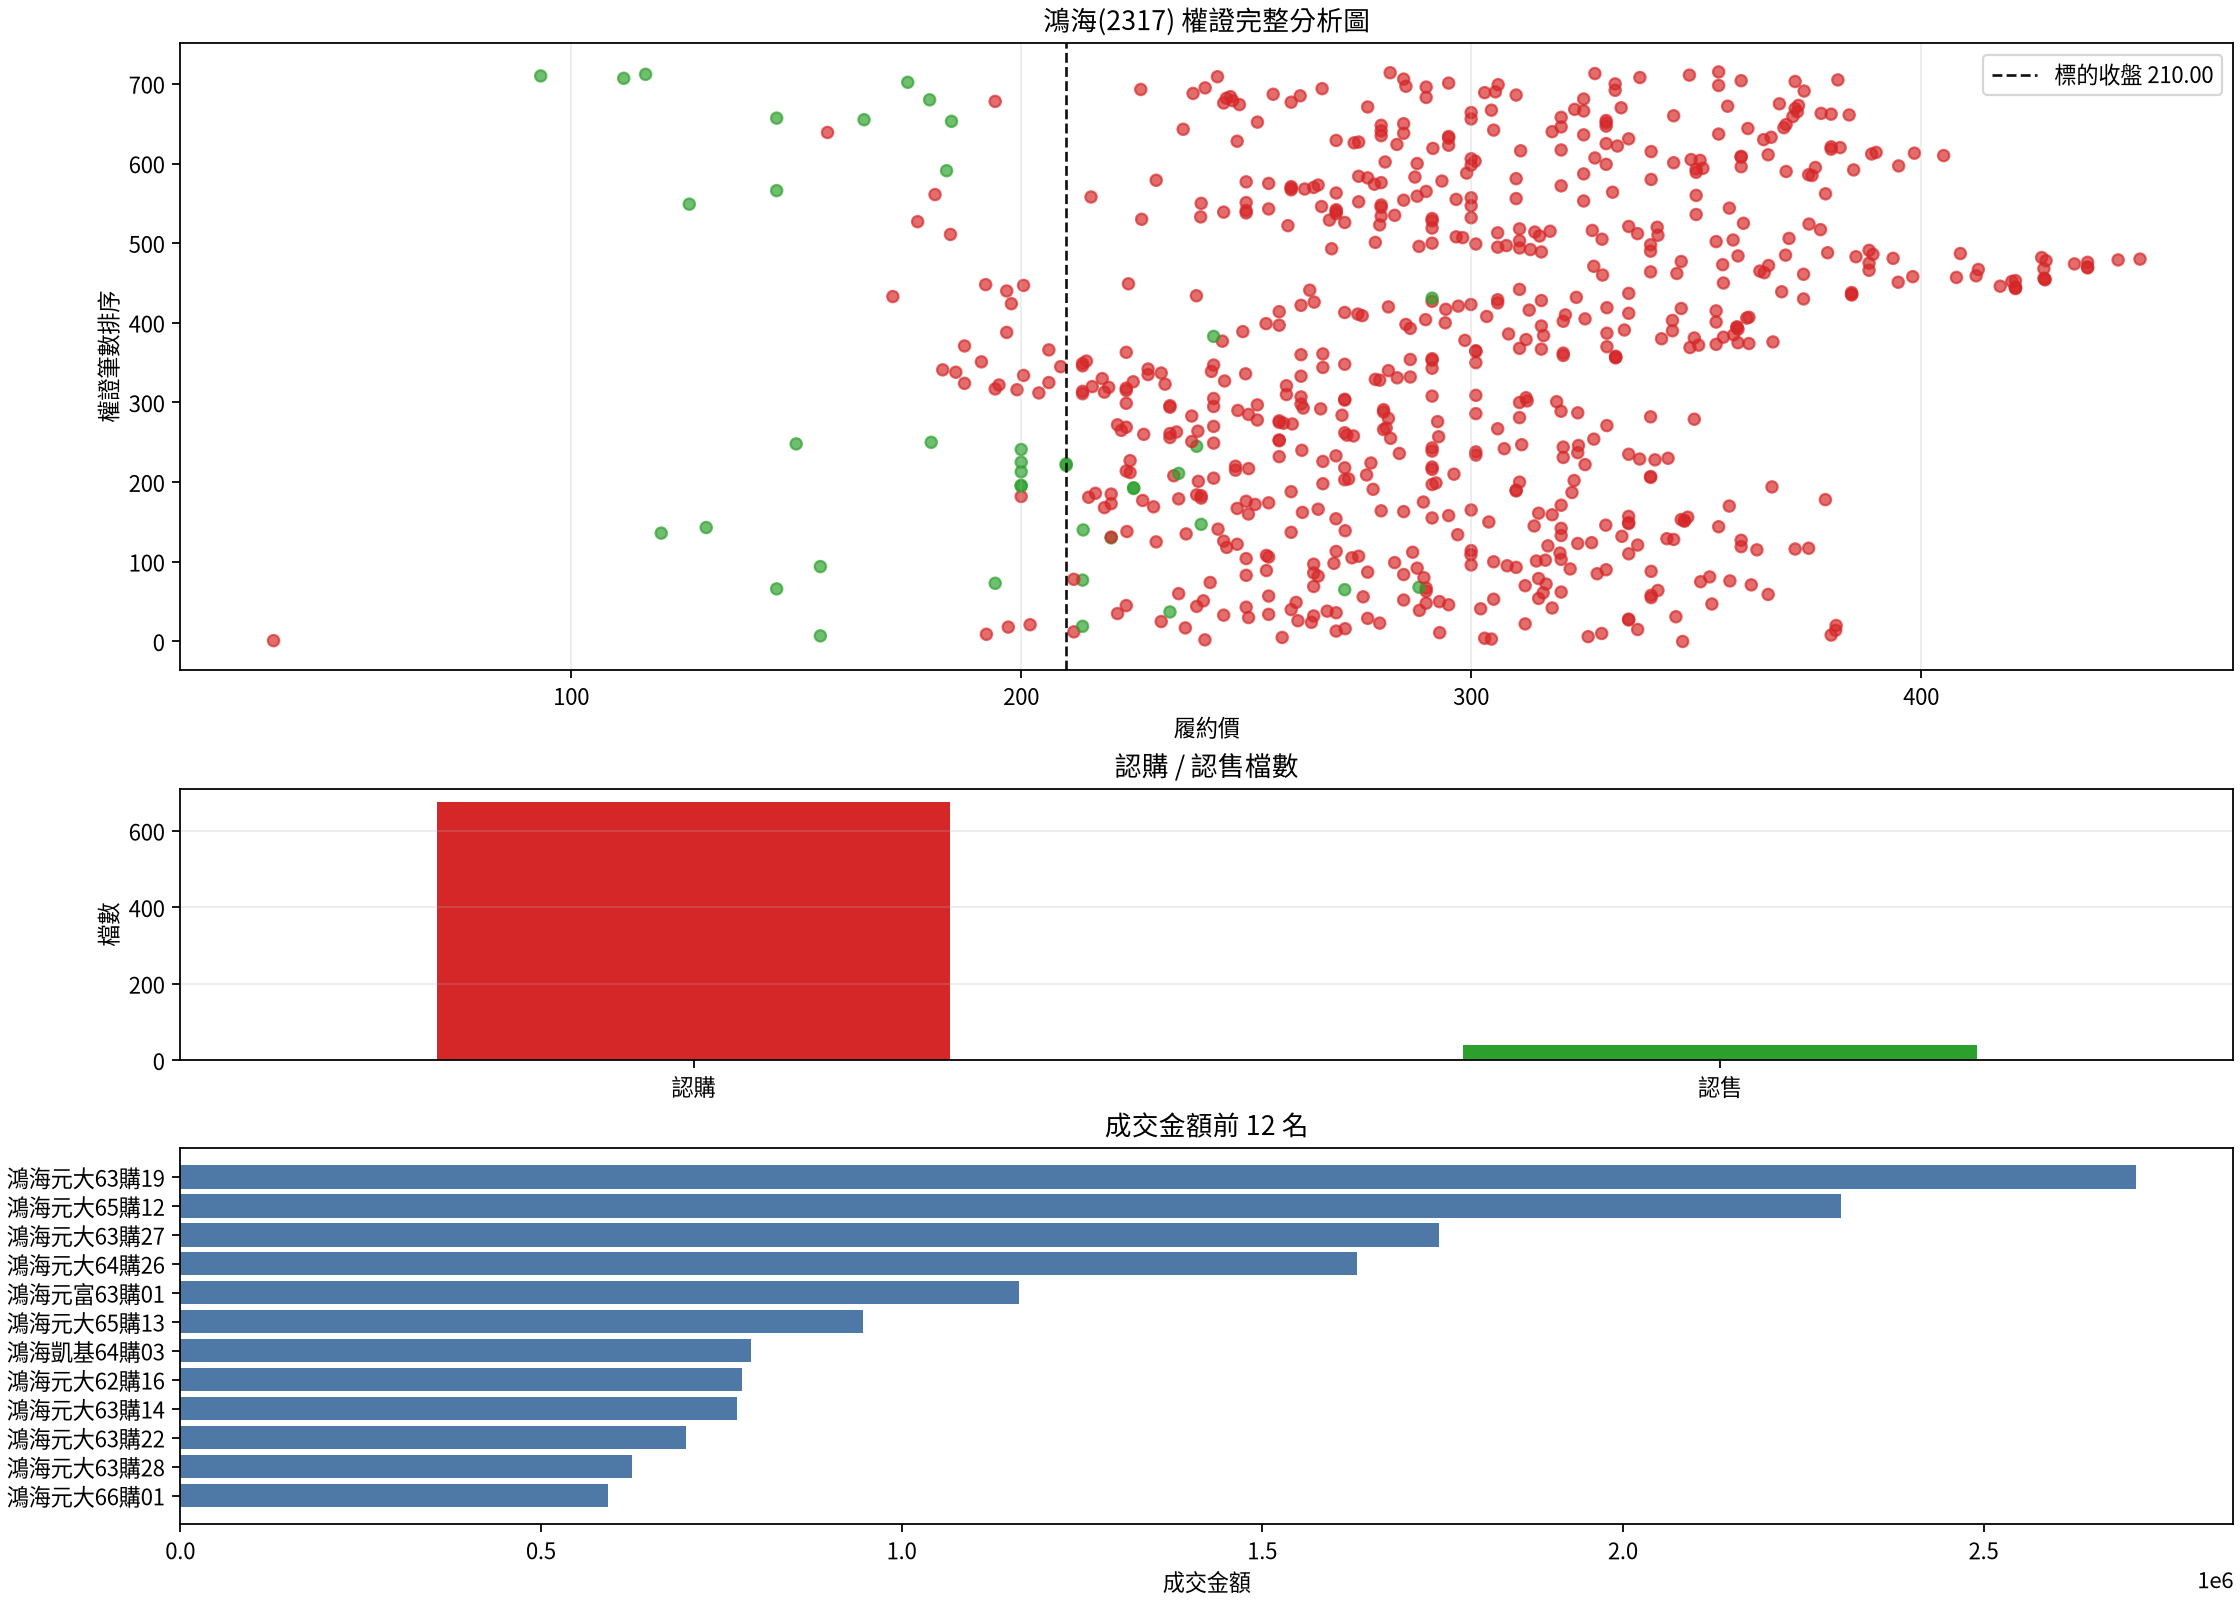 鴻海(2317) 權證完整分析圖
標的收盤 210.00
權證筆數排序
700
600
500
400
300
200
100
0
100
200
300
400
履約價
認購 / 認售檔數
檔數
600
400
200
0
認購
認售
成交金額前 12 名
鴻海元大63購19
鴻海元大65購12
鴻海元大63購27
鴻海元大64購26
鴻海元富63購01
鴻海元大65購13
鴻海凱基64購03
鴻海元大62購16
鴻海元大63購14
鴻海元大63購22
鴻海元大63購28
鴻海元大66購01
0.0
0.5
1.0
1.5
2.0
2.5
成交金額
1e6